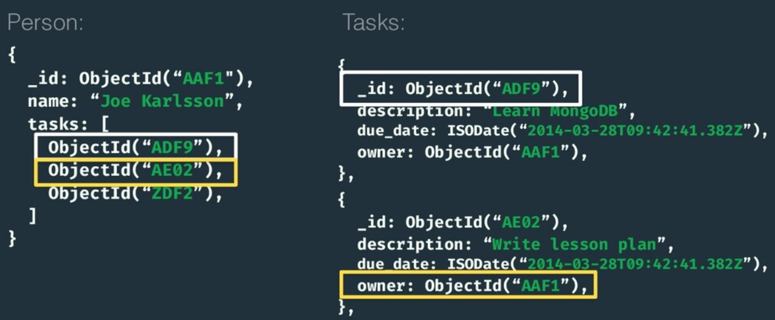 Person:
{
_id: ObjectId(“AAF1"),
name: “Joe Karlsson”,
tasks: [
ObjectId(“ADF9”),
ObjectId(“AE02”),
ObjectId(“ZDF2”),
]
}
Tasks:
{
_id: ObjectId(“ADF9”),
description: “Learn MongoDB”,
due_date: ISODate(“2014-03-28T09:42:41.382Z”),
owner: ObjectId(“AAF1”),
},
{
_id: ObjectId(“AE02”),
description: “Write lesson plan”,
due_date: ISODate(“2014-03-28T09:42:41.382Z”),
owner: ObjectId(“AAF1”),
},